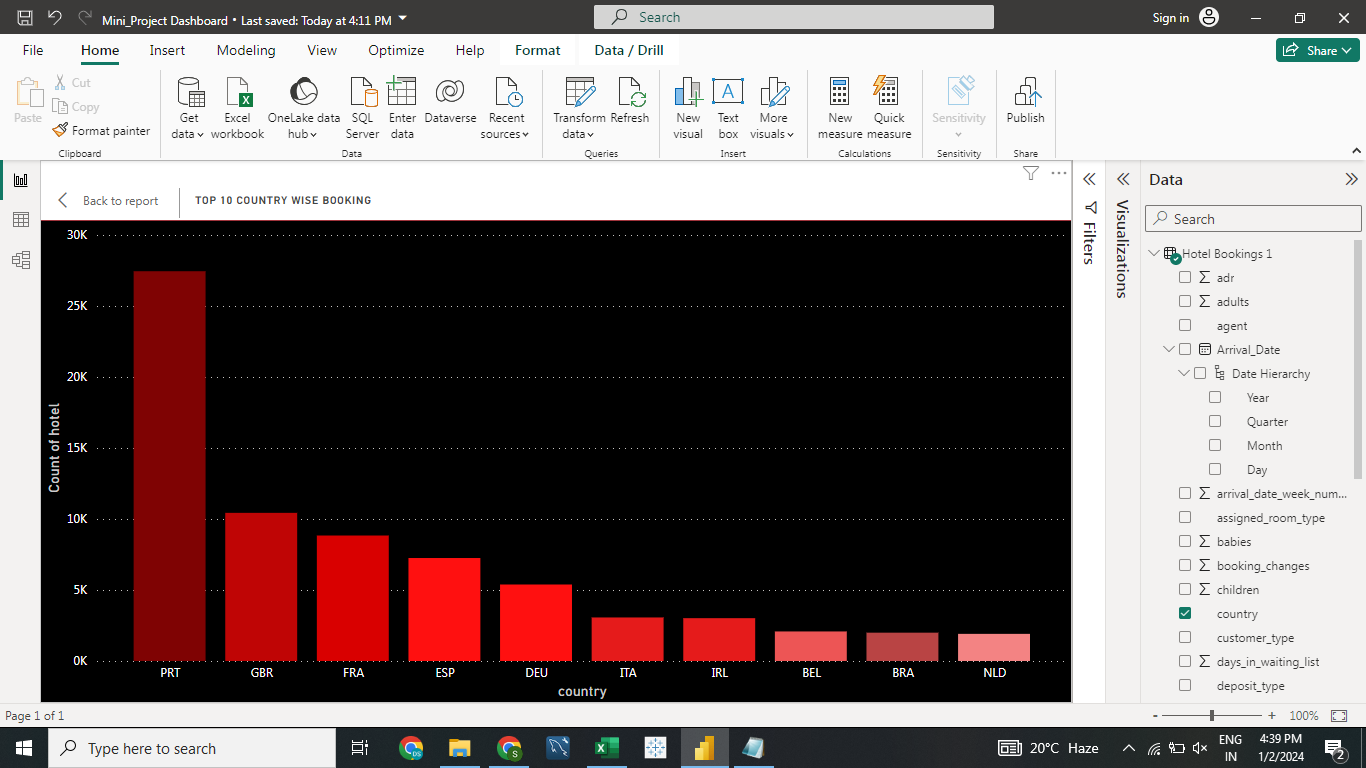 Mini_Project Dashboard • Last saved: Today at 4:11 PM
Search
Sign in
File Home Insert Modeling View Optimize Help Format Data / Drill
Share
Paste
Cut
Copy
Format painter
Clipboard
Get data
Excel workbook
OneLake data hub
SQL Server
Enter data
Dataverse
Recent sources
Data
Transform data
Refresh
Queries
New visual
Text box
A
More visuals
Insert
New measure
Quick measure
Calculations
Sensitivity
Sensitivity
Publish
Share
Back to report
TOP 10 COUNTRY WISE BOOKING
30K
25K
20K
15K
10K
5K
0K
Count of hotel
PRT GBR FRA ESP DEU ITA IRL BEL BRA NLD
country
Filters
Visualizations
Data
Search
Hotel Bookings 1
adr
adults
agent
Arrival_Date
Date Hierarchy
Year
Quarter
Month
Day
arrival_date_week_num...
assigned_room_type
babies
booking_changes
children
country
customer_type
days_in_waiting_list
deposit_type
Page 1 of 1
- + 100%
Type here to search
20°C Haze
ENG
IN
4:39 PM
1/2/2024
2